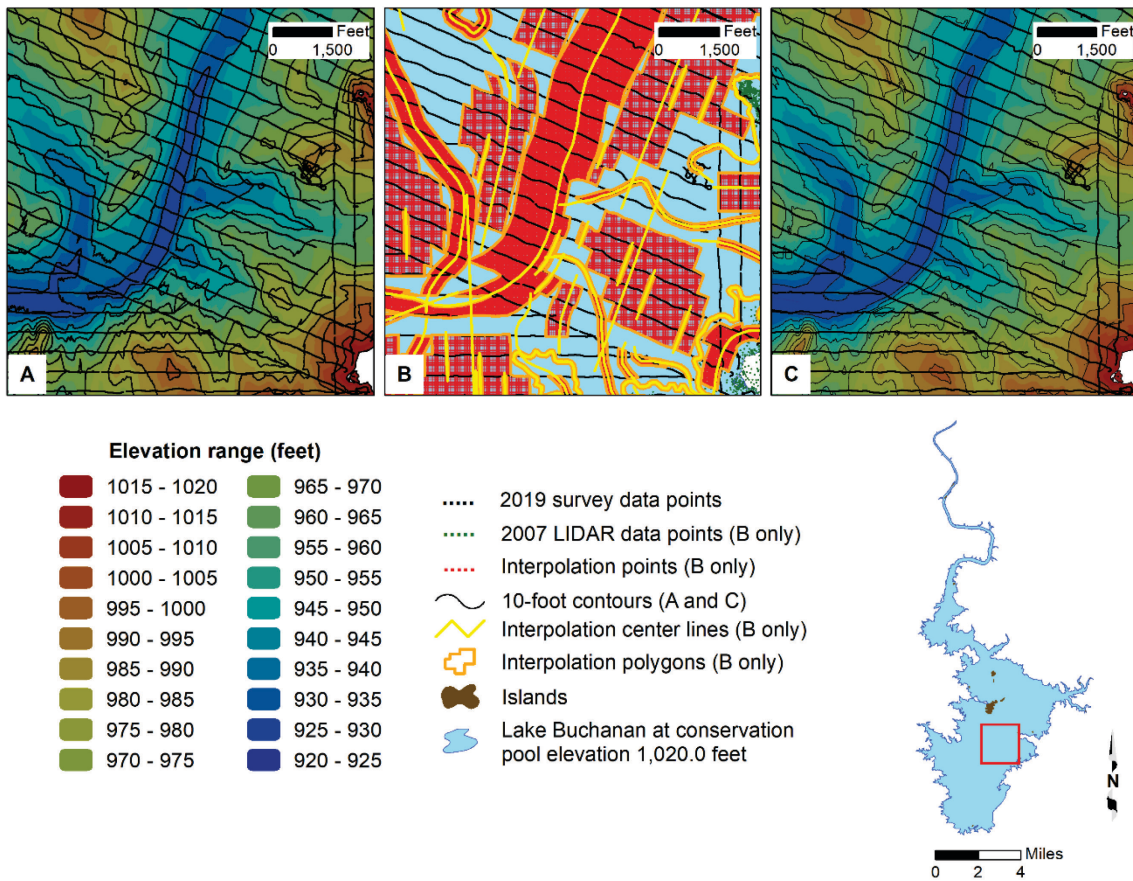 Feet
0 1,500
A
Feet
0 1,500
B
Feet
0 1,500
C
Elevation range (feet)
1015 - 1020
1010 - 1015
1005 - 1010
1000 - 1005
995 - 1000
990 - 995
985 - 990
980 - 985
975 - 980
970 - 975
965 - 970
960 - 965
955 - 960
950 - 955
945 - 950
940 - 945
935 - 940
930 - 935
925 - 930
920 - 925
2019 survey data points
2007 LIDAR data points (B only)
Interpolation points (B only)
10-foot contours (A and C)
Interpolation center lines (B only)
Interpolation polygons (B only)
Islands
Lake Buchanan at conservation
pool elevation 1,020.0 feet
N
Miles
0 2 4